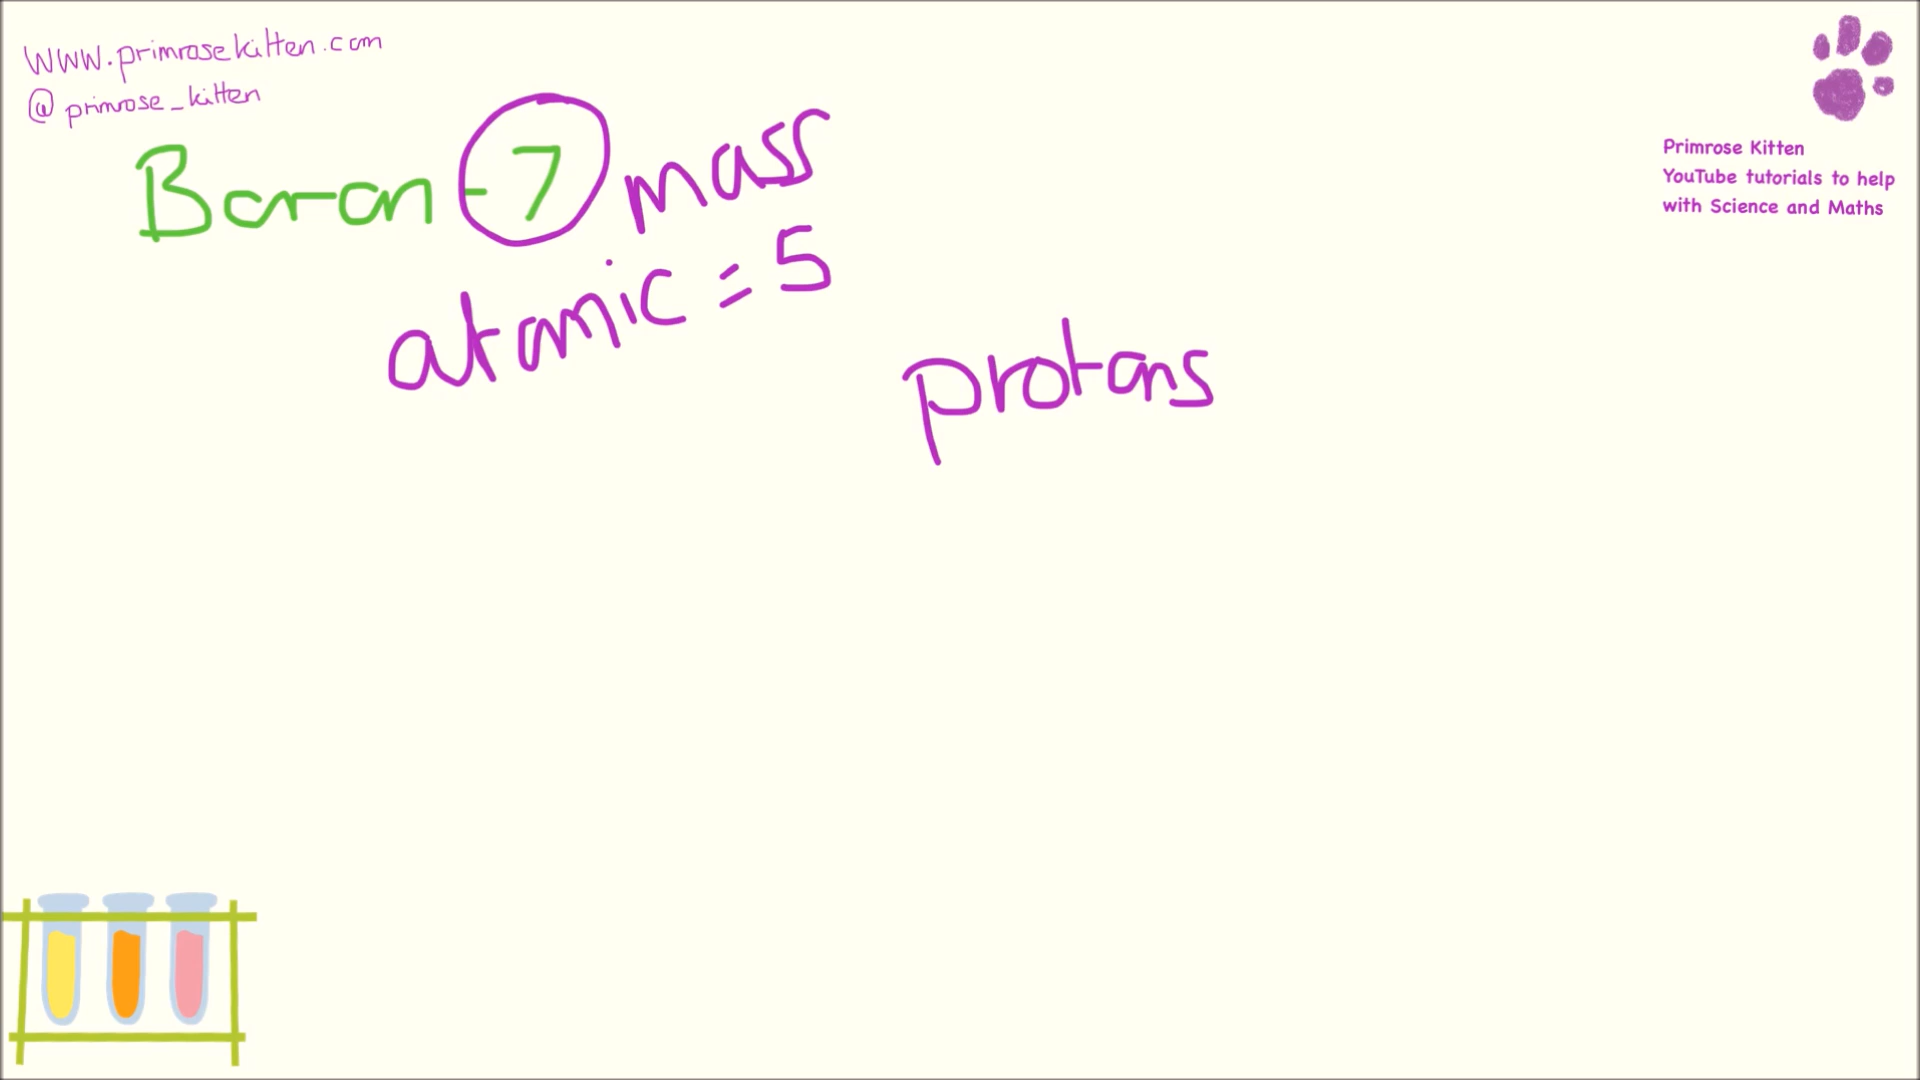 www.primrosekitten.com
@primrose_kitten
Boron-7 mass
atomic = 5
protons
Primrose Kitten
YouTube tutorials to help
with Science and Maths